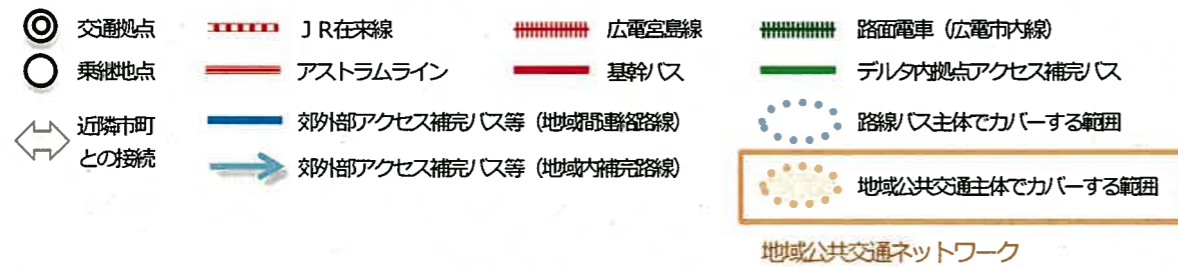 交通拠点
JR在来線
広電宮島線
路面電車（広電市内線）
乗継地点
アストラムライン
基幹バス
デルタ内拠点アクセス補完バス
近隣市町
との接続
郊外部アクセス補完バス等（地域間連絡路線）
路線バス主体でカバーする範囲
郊外部アクセス補完バス等（地域内補完路線）
地域公共交通主体でカバーする範囲
地域公共交通ネットワーク